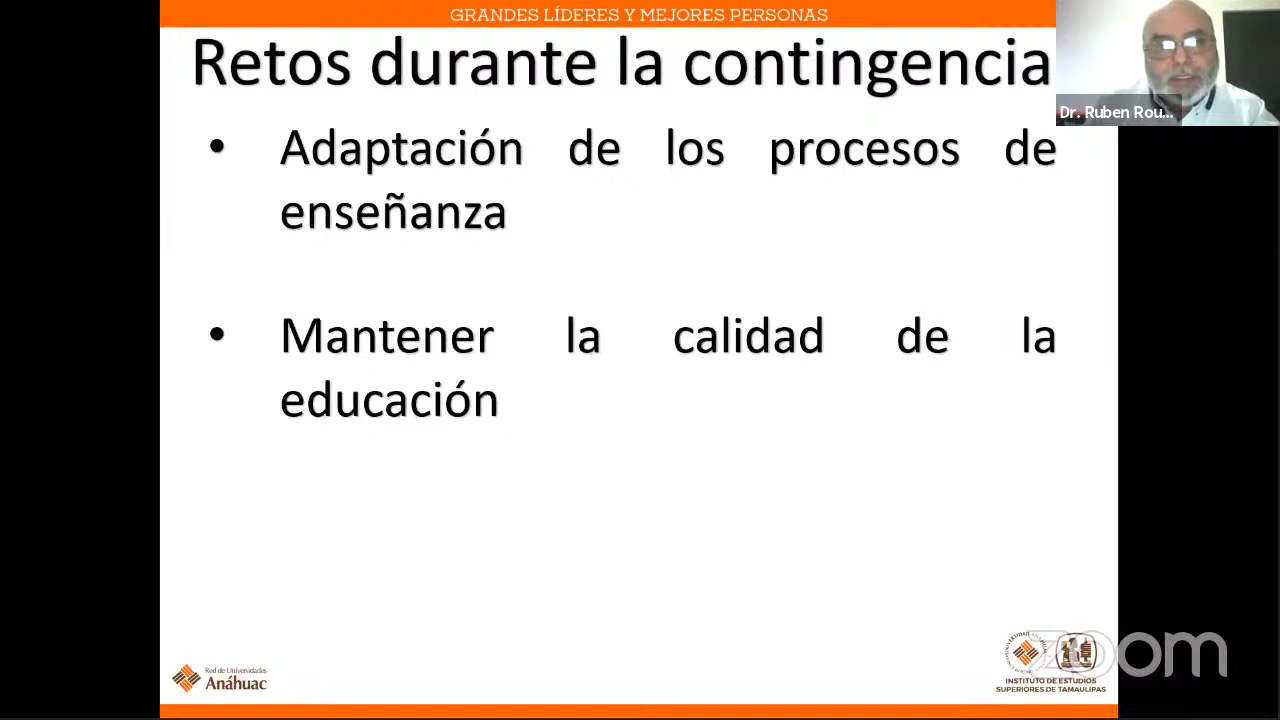 GRANDES LÍDERES Y MEJORES PERSONAS
Retos durante la contingencia
Dr. Ruben Rou...
• Adaptación de los procesos de
enseñanza
• Mantener la calidad de la
educación
Red de Universidades
Anáhuac
INSTITUTO DE ESTUDIOS
SUPERIORES DE TAMAULIPAS
zoom